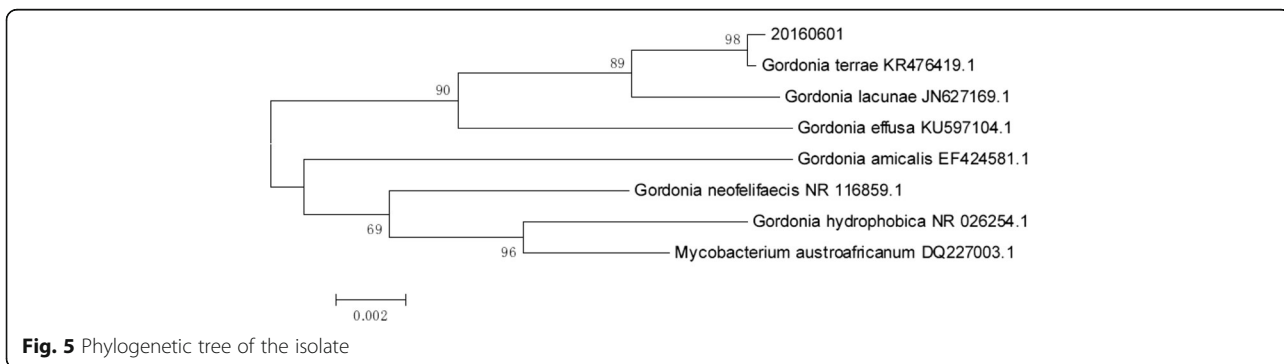 98
20160601
Gordonia terrae KR476419.1
89
Gordonia lacunae JN627169.1
90
Gordonia effusa KU597104.1
Gordonia amicalis EF424581.1
Gordonia neofelifaecis NR 116859.1
69
Gordonia hydrophobica NR 026254.1
96
Mycobacterium austroafricanum DQ227003.1
0.002
Fig. 5 Phylogenetic tree of the isolate